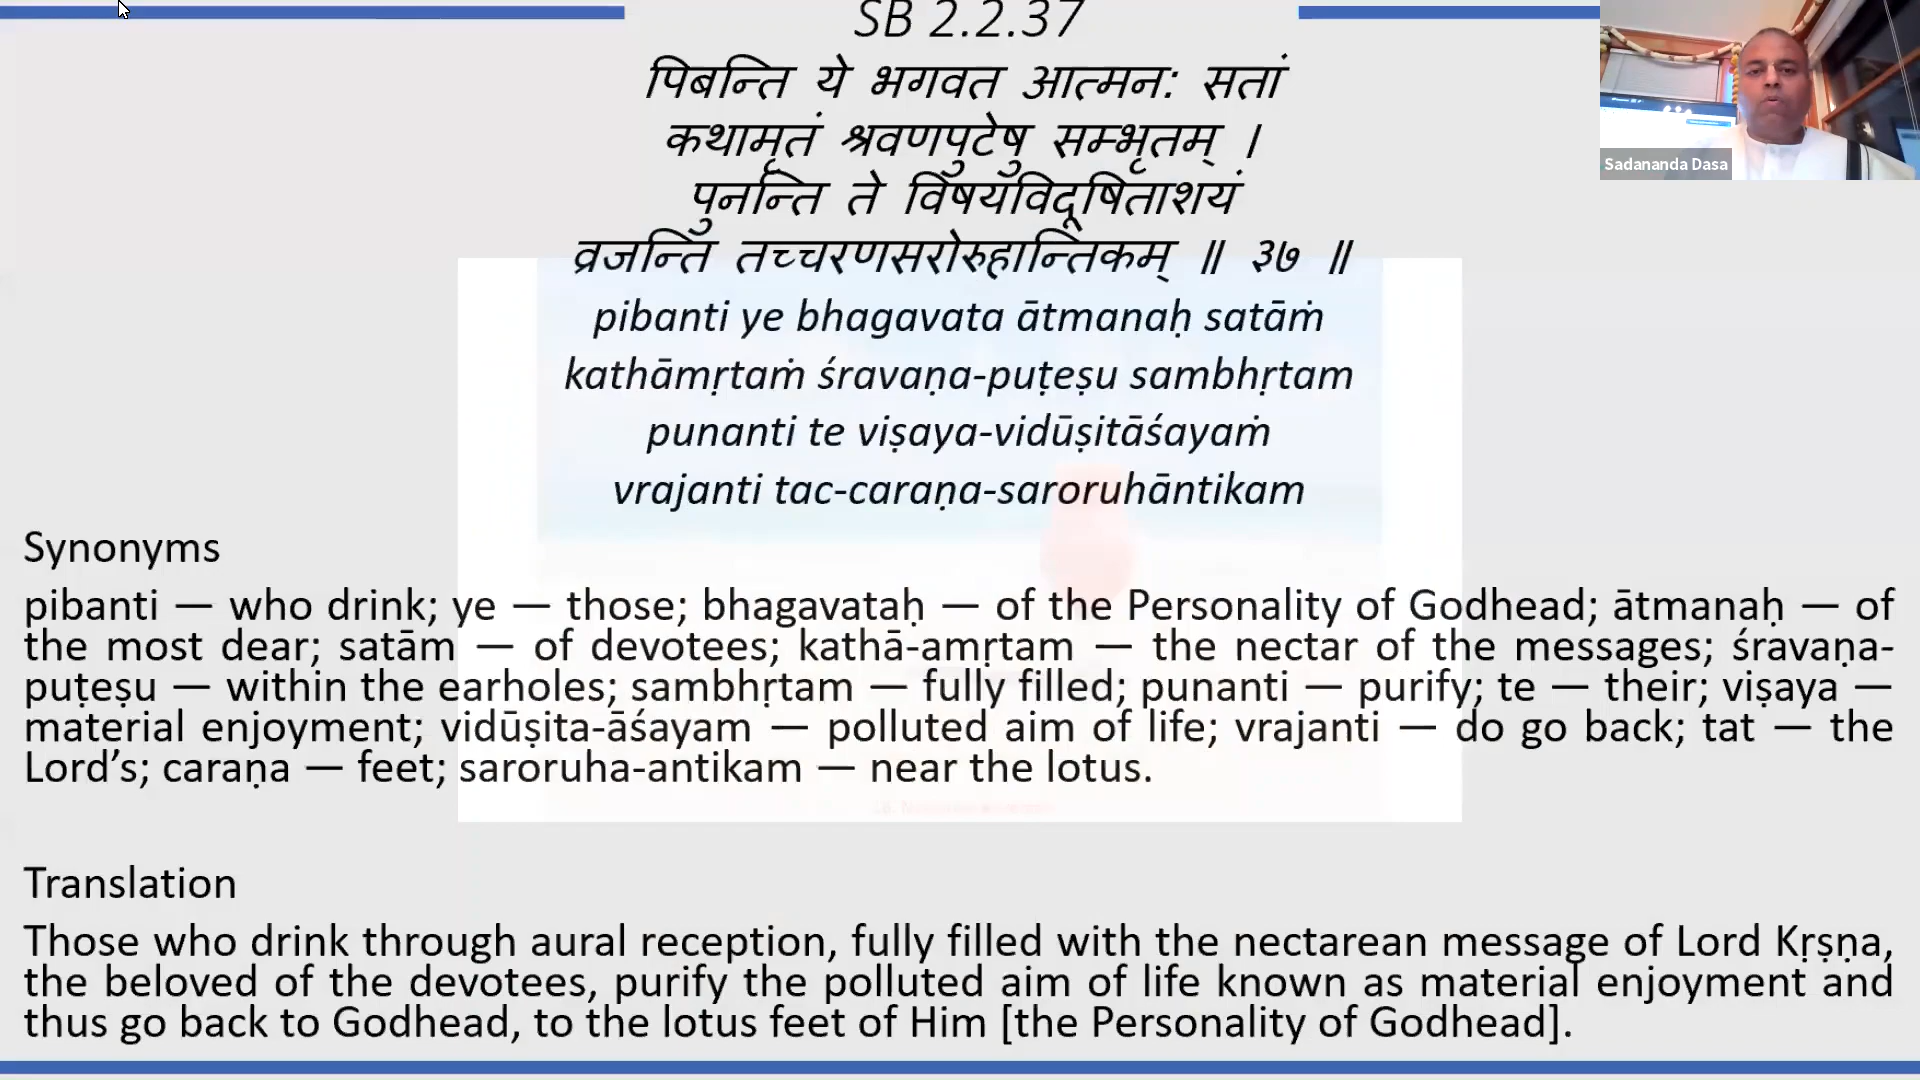 SB 2.2.37
पिबन्ति ये भगवत आत्मन: सतां
कथामृतं श्रवणपुटेषु सम्भृतम् ।
पुनन्ति ते विषयविदूषिताशयं
व्रजन्ति तच्चरणसरोरुहान्तिकम् ॥ ३७ ॥
pibanti ye bhagavata ātmanaḥ satāṁ
kathāmṛtaṁ śravaṇa-puṭeṣu sambhṛtam
punanti te viṣaya-vidūṣitāśayaṁ
vrajanti tac-caraṇa-saroruhāntikam
Synonyms
pibanti — who drink; ye — those; bhagavataḥ — of the Personality of Godhead; ātmanaḥ — of
the most dear; satām — of devotees; kathā-amṛtam — the nectar of the messages; śravaṇa-
puṭeṣu — within the earholes; sambhṛtam — fully filled; punanti — purify; te — their; viṣaya —
material enjoyment; vidūṣita-āśayam — polluted aim of life; vrajanti — do go back; tat — the
Lord’s; caraṇa — feet; saroruha-antikam — near the lotus.
Translation
Those who drink through aural reception, fully filled with the nectarean message of Lord Kṛṣṇa,
the beloved of the devotees, purify the polluted aim of life known as material enjoyment and
thus go back to Godhead, to the lotus feet of Him [the Personality of Godhead].
Sadananda Dasa